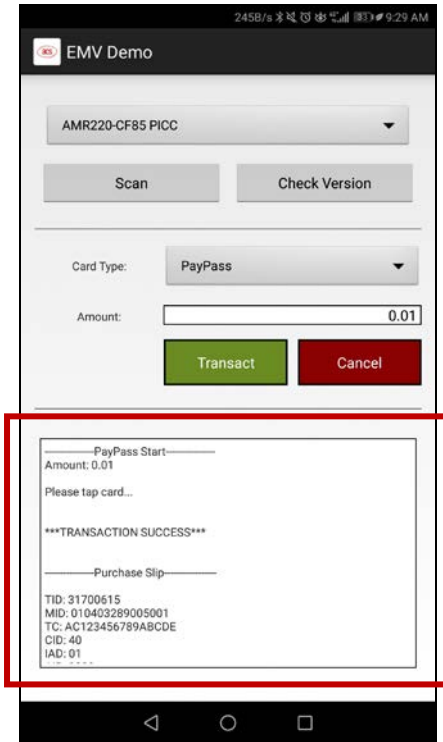 245B/s 9:29 AM
ACS EMV Demo
AMR220-CF85 PICC
Scan Check Version
Card Type: PayPass
Amount: 0.01
Transact Cancel
------------PayPass Start------------
Amount: 0.01
Please tap card...
***TRANSACTION SUCCESS***
------------Purchase Slip------------
TID: 31700615
MID: 010403289005001
TC: AC123456789ABCDE
CID: 40
IAD: 01